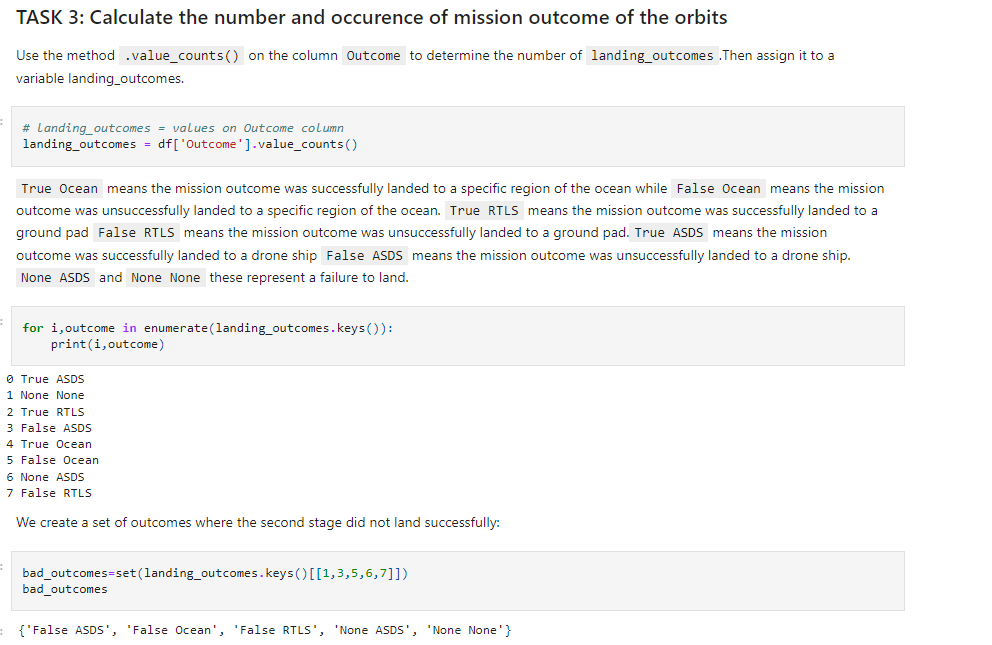 TASK 3: Calculate the number and occurence of mission outcome of the orbits
Use the method .value_counts() on the column Outcome to determine the number of landing_outcomes .Then assign it to a
variable landing_outcomes.
# landing_outcomes = values on Outcome column
landing_outcomes = df['Outcome'].value_counts()
True Ocean means the mission outcome was successfully landed to a specific region of the ocean while False Ocean means the mission
outcome was unsuccessfully landed to a specific region of the ocean. True RTLS means the mission outcome was successfully landed to a
ground pad False RTLS means the mission outcome was unsuccessfully landed to a ground pad. True ASDS means the mission
outcome was successfully landed to a drone ship False ASDS means the mission outcome was unsuccessfully landed to a drone ship.
None ASDS and None None these represent a failure to land.
for i,outcome in enumerate(landing_outcomes.keys()):
    print(i,outcome)
0 True ASDS
1 None None
2 True RTLS
3 False ASDS
4 True Ocean
5 False Ocean
6 None ASDS
7 False RTLS
We create a set of outcomes where the second stage did not land successfully:
bad_outcomes=set(landing_outcomes.keys()[[1,3,5,6,7]])
bad_outcomes
{'False ASDS', 'False Ocean', 'False RTLS', 'None ASDS', 'None None'}